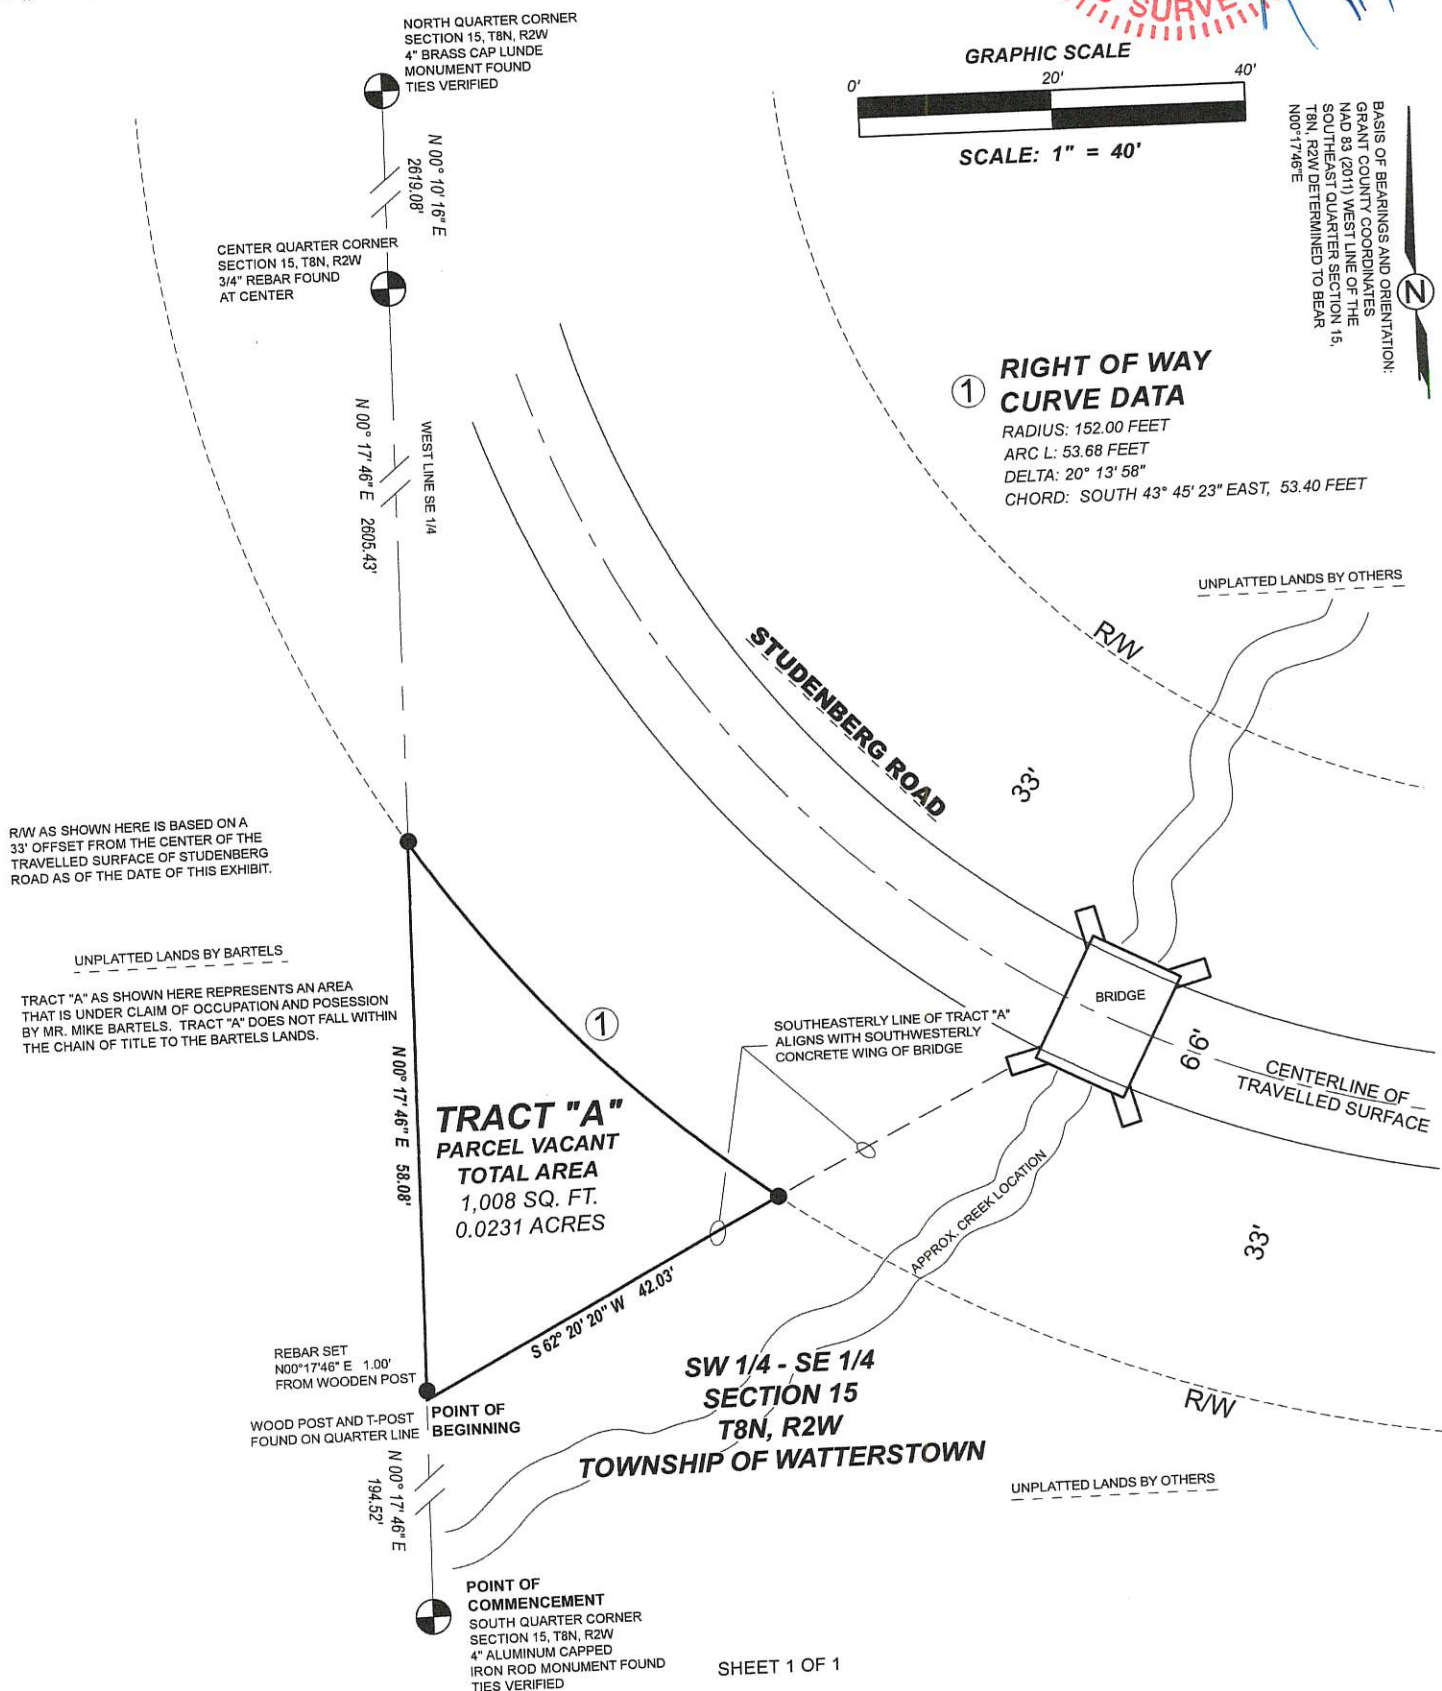 SURVE
NORTH QUARTER CORNER
SECTION 15, T8N, R2W
4" BRASS CAP LUNDE
MONUMENT FOUND
TIES VERIFIED
GRAPHIC SCALE
0' 20' 40'
SCALE: 1" = 40'
BASIS OF BEARINGS AND ORIENTATION:
GRANT COUNTY COORDINATES
NAD 83 (2011) WEST LINE OF THE
SOUTHEAST QUARTER SECTION 15,
T8N, R2W DETERMINED TO BEAR
N00°17'46"E
N
N 00° 10' 16" E
2619.08'
CENTER QUARTER CORNER
SECTION 15, T8N, R2W
3/4" REBAR FOUND
AT CENTER
1
RIGHT OF WAY
CURVE DATA
RADIUS: 152.00 FEET
ARC L: 53.68 FEET
DELTA: 20° 13' 58"
CHORD: SOUTH 43° 45' 23" EAST, 53.40 FEET
WEST LINE SE 1/4
N 00° 17' 46" E 2605.43'
UNPLATTED LANDS BY OTHERS
R/W
STUDENBERG ROAD
33'
R/W AS SHOWN HERE IS BASED ON A
33' OFFSET FROM THE CENTER OF THE
TRAVELLED SURFACE OF STUDENBERG
ROAD AS OF THE DATE OF THIS EXHIBIT.
UNPLATTED LANDS BY BARTELS
TRACT "A" AS SHOWN HERE REPRESENTS AN AREA
THAT IS UNDER CLAIM OF OCCUPATION AND POSESSION
BY MR. MIKE BARTELS. TRACT "A" DOES NOT FALL WITHIN
THE CHAIN OF TITLE TO THE BARTELS LANDS.
1
BRIDGE
SOUTHEASTERLY LINE OF TRACT "A"
ALIGNS WITH SOUTHWESTERLY
CONCRETE WING OF BRIDGE
66'
CENTERLINE OF
TRAVELLED SURFACE
N 00° 17' 46" E 58.08'
TRACT "A"
PARCEL VACANT
TOTAL AREA
1,008 SQ. FT.
0.0231 ACRES
APPROX. CREEK LOCATION
33'
S 62° 20' 20" W 42.03'
REBAR SET
N00°17'46" E 1.00'
FROM WOODEN POST
WOOD POST AND T-POST
FOUND ON QUARTER LINE
POINT OF
BEGINNING
SW 1/4 - SE 1/4
SECTION 15
T8N, R2W
TOWNSHIP OF WATTERSTOWN
R/W
N 00° 17' 46" E
194.52'
UNPLATTED LANDS BY OTHERS
POINT OF
COMMENCEMENT
SOUTH QUARTER CORNER
SECTION 15, T8N, R2W
4" ALUMINUM CAPPED
IRON ROD MONUMENT FOUND
TIES VERIFIED
SHEET 1 OF 1